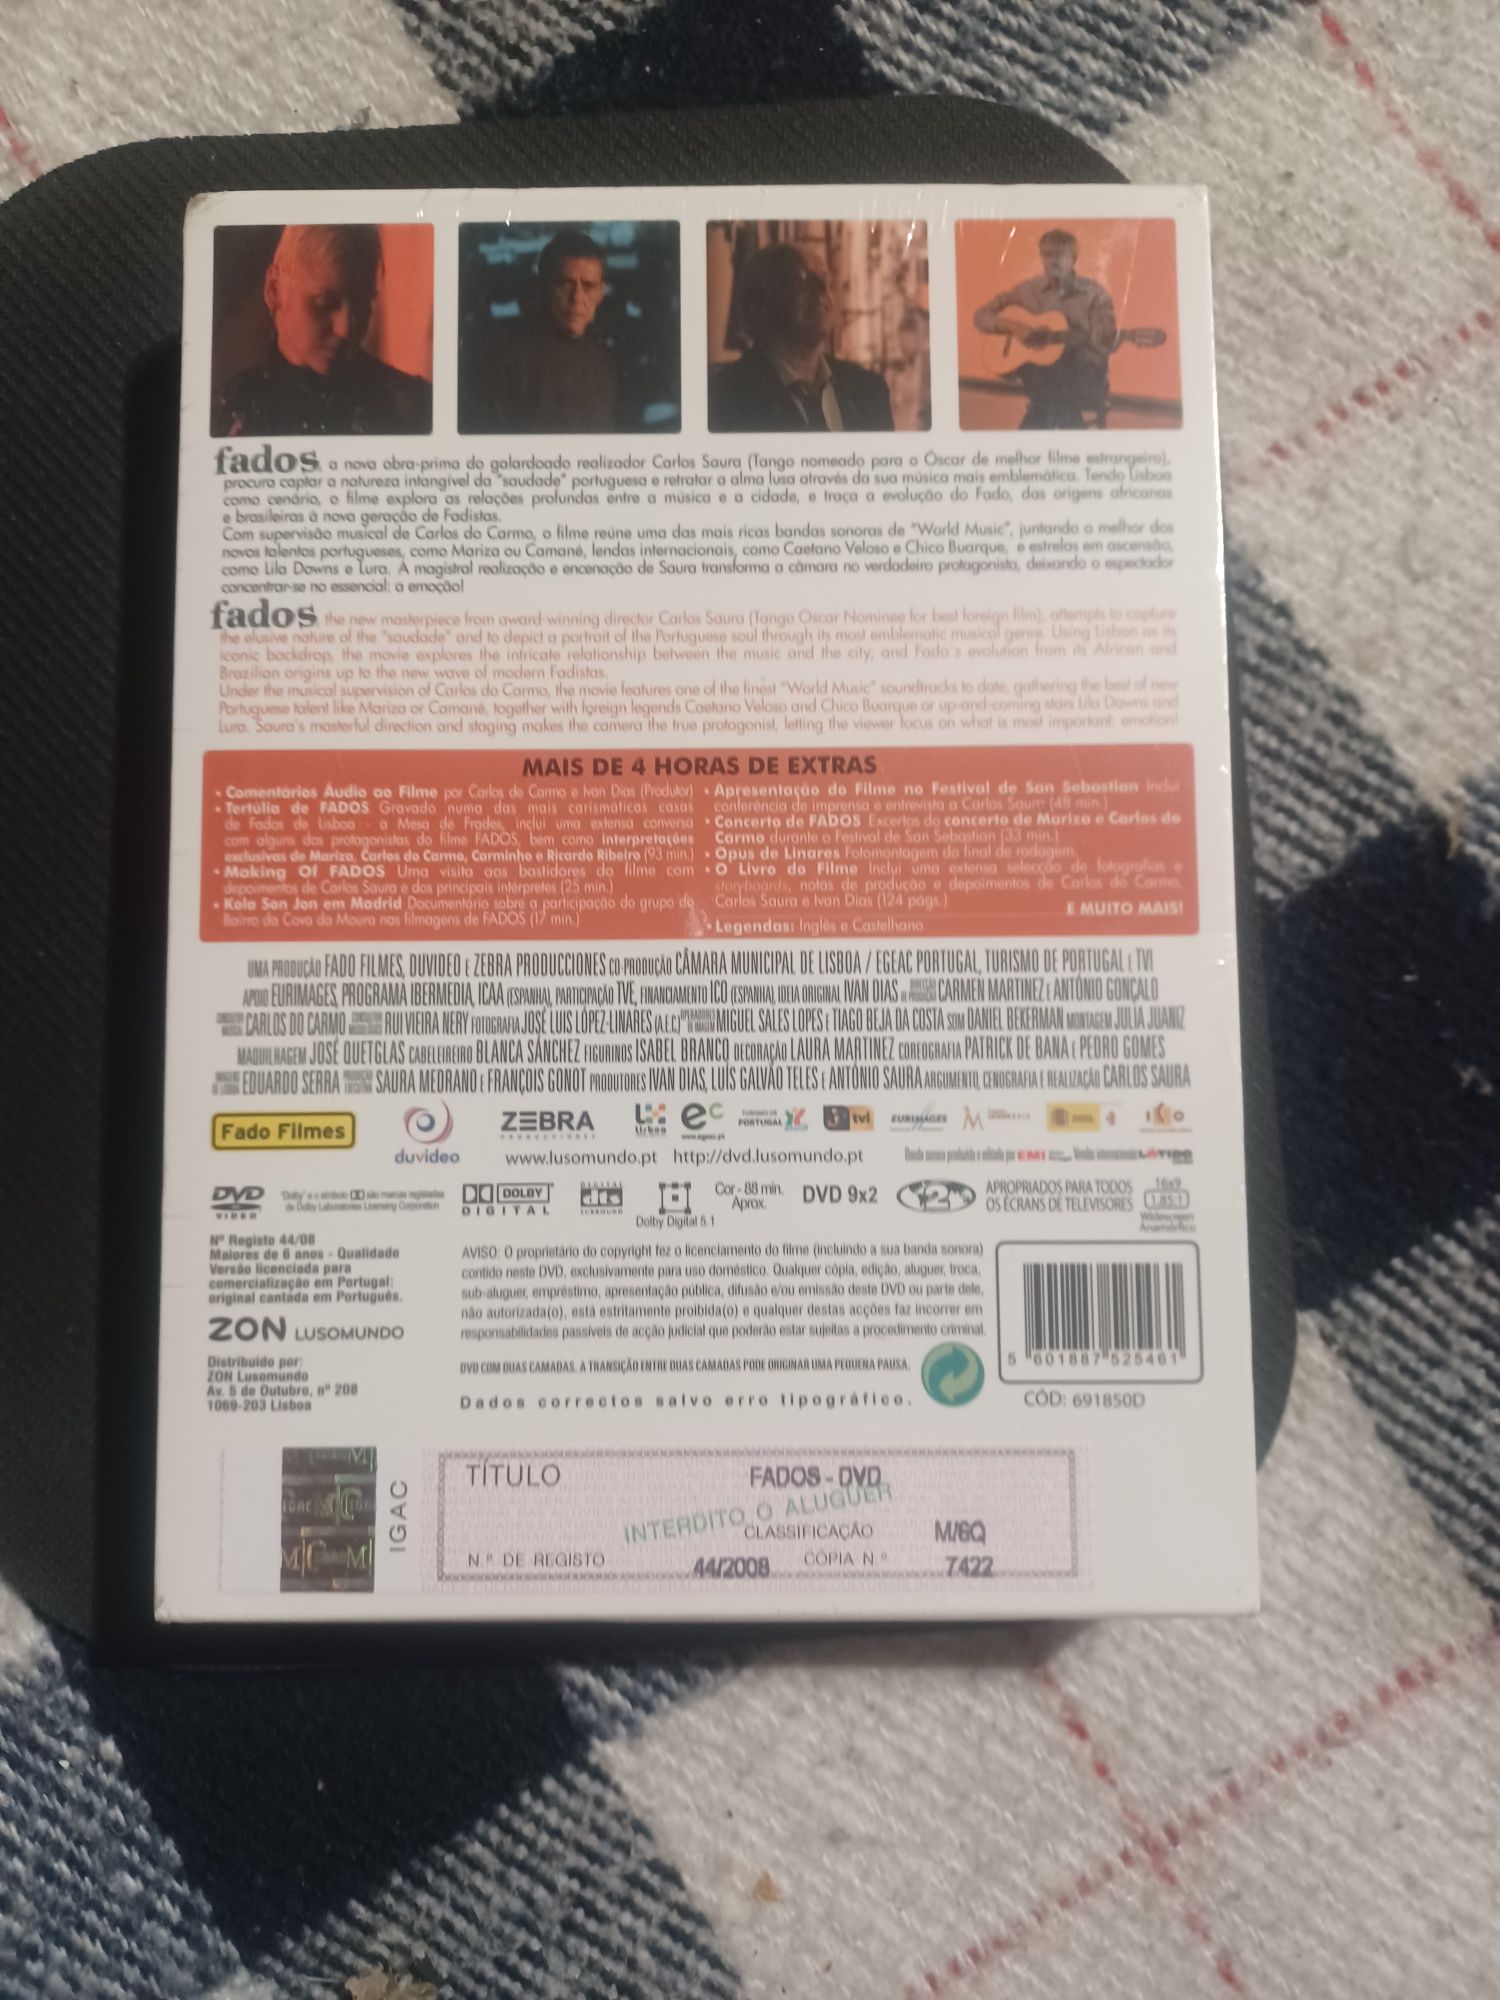 fados, a nova obra-prima do galardoado realizador Carlos Saura (Tango nomeado para o Óscar de melhor filme estrangeiro),
procura captar a natureza intangível da "saudade" portuguesa e retratar a alma lusa através da sua música mais emblemática. Tendo Lisboa
como cenário, o filme explora as relações profundas entre a música e a cidade, e traça a evolução do Fado, das origens africanas
e brasileiras à nova geração de Fadistas.
Com supervisão musical de Carlos do Carmo, o filme reúne uma das mais ricas bandas sonoras de "World Music", juntando o melhor dos
novos talentos portugueses, como Mariza ou Camané, lendas internacionais, como Caetano Veloso e Chico Buarque, e estrelas em ascensão,
como Lila Downs e Lura. A magistral realização e encenação de Saura transforma a câmara no verdadeiro protagonista, deixando o espectador
concentrar-se no essencial: a emoção!
fados, the new masterpiece from award-winning director Carlos Saura (Tango Oscar Nominee for best foreign film), attempts to capture
the elusive nature of the "saudade" and to depict a portrait of the Portuguese soul through its most emblematic musical genre. Using Lisbon as its
iconic backdrop, the movie explores the intricate relationship between the music and the city, and Fado's evolution from its African and
Brazilian origins up to the new wave of modern Fadistas.
Under the musical supervision of Carlos do Carmo, the movie features one of the finest "World Music" soundtracks to date, gathering the best of new
Portuguese talent like Mariza or Camané, together with foreign legends Caetano Veloso and Chico Buarque or up-and-coming stars Lila Downs and
Lura. Saura's masterful direction and staging makes the camera the true protagonist, letting the viewer focus on what is most important: emotion!
MAIS DE 4 HORAS DE EXTRAS
• Comentários Áudio ao Filme por Carlos do Carmo e Ivan Dias (Produtor)
• Tertúlia de FADOS Gravado numa das mais carismáticas casas
de Fados de Lisboa - a Mesa de Frades, inclui uma extensa conversa
com alguns dos protagonistas do filme FADOS, bem como interpretações
exclusivas de Mariza, Carlos do Carmo, Carminho e Ricardo Ribeiro (93 min.)
• Making Of FADOS Uma visita aos bastidores do filme com
depoimentos de Carlos Saura e dos principais intérpretes (25 min.)
• Kola Son Jon em Madrid Documentário sobre a participação do grupo do
Bairro da Cova da Moura nas filmagens de FADOS (17 min.)
• Apresentação do Filme no Festival de San Sebastian Inclui
conferência de imprensa e entrevista a Carlos Saura (48 min.)
• Concerto de FADOS Excertos do concerto de Mariza e Carlos do
Carmo durante o Festival de San Sebastian (33 min.)
• Opus de Linares Fotomontagem do final de rodagem
• O Livro do Filme Inclui uma extensa selecção de fotografias e
storyboards, notas de produção e depoimentos de Carlos do Carmo,
Carlos Saura e Ivan Dias (124 págs.)
E MUITO MAIS!
• Legendas: Inglês e Castelhano
UMA PRODUÇÃO FADO FILMES, DUVIDEO E ZEBRA PRODUCCIONES CO-PRODUÇÃO CÂMARA MUNICIPAL DE LISBOA / EGEAC PORTUGAL, TURISMO DE PORTUGAL E TVI
APOIO EURIMAGES, PROGRAMA IBERMEDIA, ICAA (ESPANHA), PARTICIPAÇÃO TVE, FINANCIAMENTO ICO (ESPANHA), IDEIA ORIGINAL IVAN DIAS CARMEN MARTINEZ E ANTÓNIO GONÇALO
CARLOS DO CARMO RUI VIEIRA NERY FOTOGRAFIA JOSÉ LUIS LÓPEZ-LINARES (A.E.C) MIGUEL SALES LOPES E TIAGO BEJA DA COSTA SOM DANIEL BEKERMAN MONTAGEM JULIA JUANIZ
MAQUILHAGEM JOSÉ QUETGLAS CABELEIREIRO BLANCA SÁNCHEZ FIGURINOS ISABEL BRANCO DECORAÇÃO LAURA MARTINEZ COREOGRAFIA PATRICK DE BANA E PEDRO GOMES
EDUARDO SERRA SAURA MEDRANO E FRANÇOIS GONOT PRODUTORES IVAN DIAS, LUÍS GALVÃO TELES E ANTÓNIO SAURA ARGUMENTO, CENOGRAFIA E REALIZAÇÃO CARLOS SAURA
Fado Filmes
duvideo
ZEBRA
PRODUCCIONES
Lisboa
ec
www.egeac.pt
TURISMO DE
PORTUGAL
tvi
EURIMAGES
ICO
www.lusomundo.pt http://dvd.lusomundo.pt
Banda sonora produzida e editada por EMI
DVD
VIDEO
"Dolby" e o símbolo são marcas registadas
de Dolby Laboratories Licensing Corporation
DOLBY
DIGITAL
DIGITAL
dts
SURROUND
Dolby Digital 5.1
Cor - 88 min.
Aprox.
DVD 9x2
2
APROPRIADOS PARA TODOS
OS ÉCRANS DE TELEVISORES
16x9
1.85:1
Widescreen
Anamórfico
Nº Registo 44/08
Maiores de 6 anos - Qualidade
Versão licenciada para
comercialização em Portugal:
original cantada em Português.
ZON LUSOMUNDO
Distribuído por:
ZON Lusomundo
Av. 5 de Outubro, nº 208
1069-203 Lisboa
AVISO: O proprietário do copyright fez o licenciamento do filme (incluindo a sua banda sonora)
contido neste DVD, exclusivamente para uso doméstico. Qualquer cópia, edição, aluguer, troca,
sub-aluguer, empréstimo, apresentação pública, difusão e/ou emissão deste DVD ou parte dele,
não autorizada(o), está estritamente proibida(o) e qualquer destas acções faz incorrer em
responsabilidades passíveis de acção judicial que poderão estar sujeitas a procedimento criminal.
DVD COM DUAS CAMADAS. A TRANSIÇÃO ENTRE DUAS CAMADAS PODE ORIGINAR UMA PEQUENA PAUSA.
Dados correctos salvo erro tipográfico.
5 601887 525461
CÓD: 691850D
IGAC
TÍTULO FADOS - DVD
INTERDITO O ALUGUER
CLASSIFICAÇÃO M/6Q
N.º DE REGISTO 44/2008 CÓPIA N.º 7422